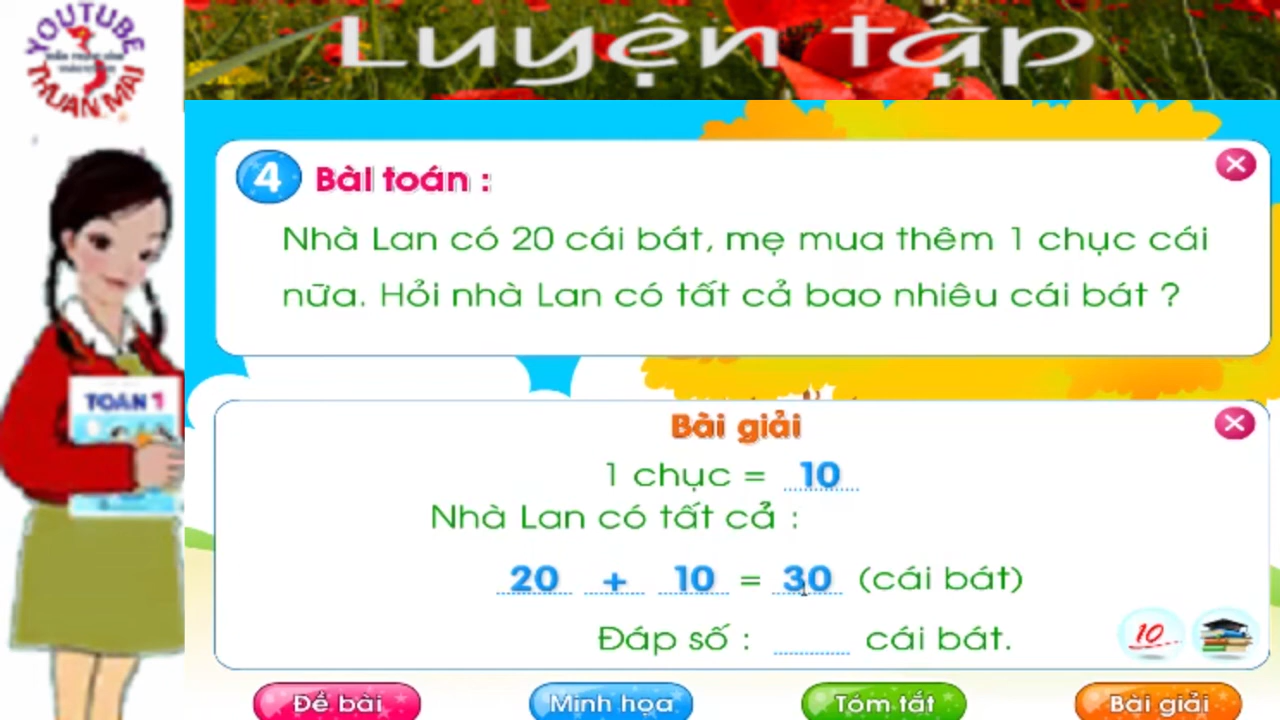 YOUTUBE
THUAN MAI
Luyện tập
4 Bài toán :
Nhà Lan có 20 cái bát, mẹ mua thêm 1 chục cái
nữa. Hỏi nhà Lan có tất cả bao nhiêu cái bát ?
TOÁN 1
Bài giải
1 chục = 10
Nhà Lan có tất cả :
20 + 10 = 30 (cái bát)
Đáp số : ........ cái bát.
10
Đề bài
Minh họa
Tóm tắt
Bài giải